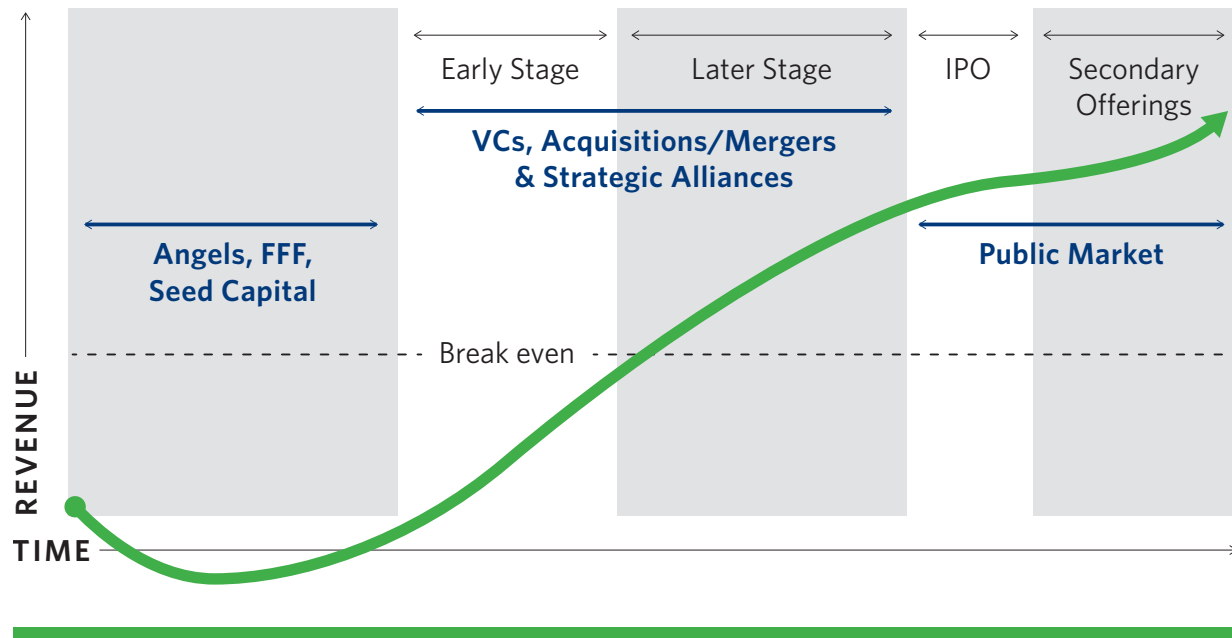 Early Stage
Later Stage
IPO
Secondary
Offerings
VCs, Acquisitions/Mergers
& Strategic Alliances
Angels, FFF,
Seed Capital
Public Market
Break even
REVENUE
TIME